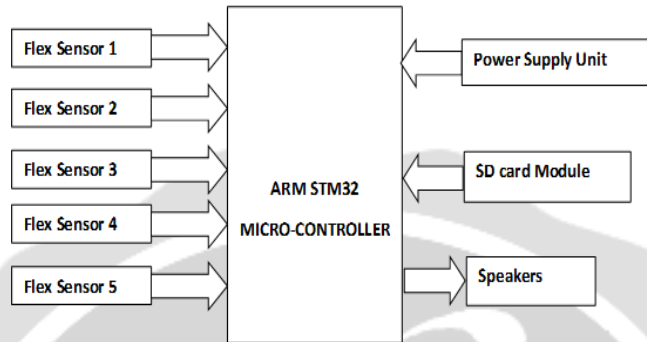 Flex Sensor 1
Flex Sensor 2
Flex Sensor 3
Flex Sensor 4
Flex Sensor 5
ARM STM32
MICRO-CONTROLLER
Power Supply Unit
SD card Module
Speakers